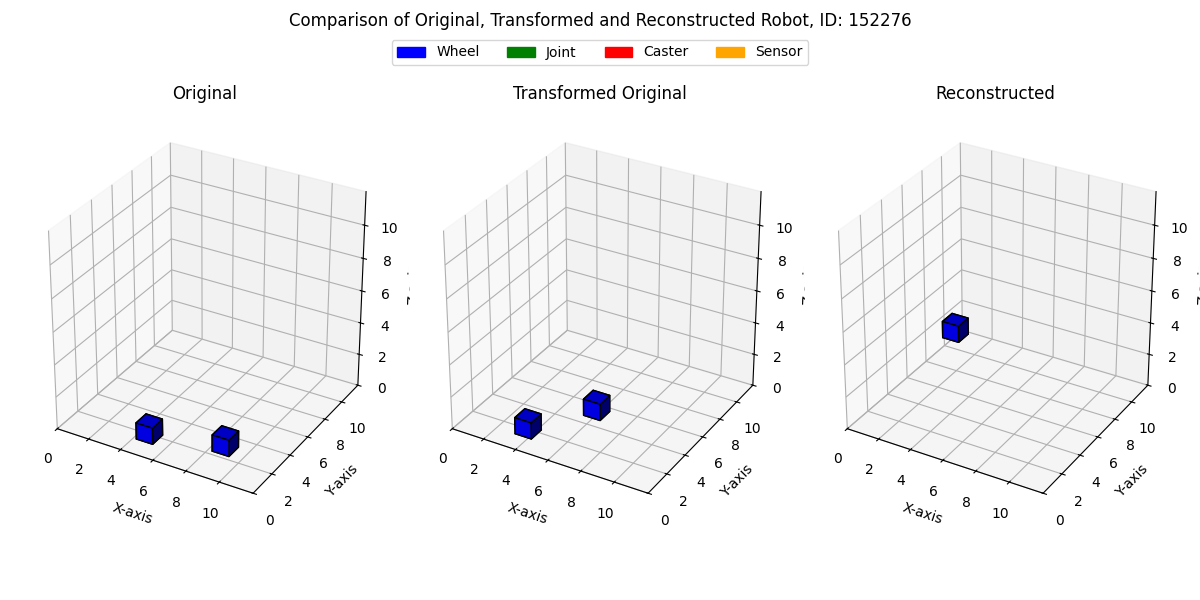 Comparison of Original, Transformed and Reconstructed Robot, ID: 152276
Wheel Joint Caster Sensor
Original
Transformed Original
Reconstructed
0 2 4 6 8 10
X-axis
0 2 4 6 8 10
Y-axis
0 2 4 6 8 10
0 2 4 6 8 10
X-axis
0 2 4 6 8 10
Y-axis
0 2 4 6 8 10
0 2 4 6 8 10
X-axis
0 2 4 6 8 10
Y-axis
0 2 4 6 8 10